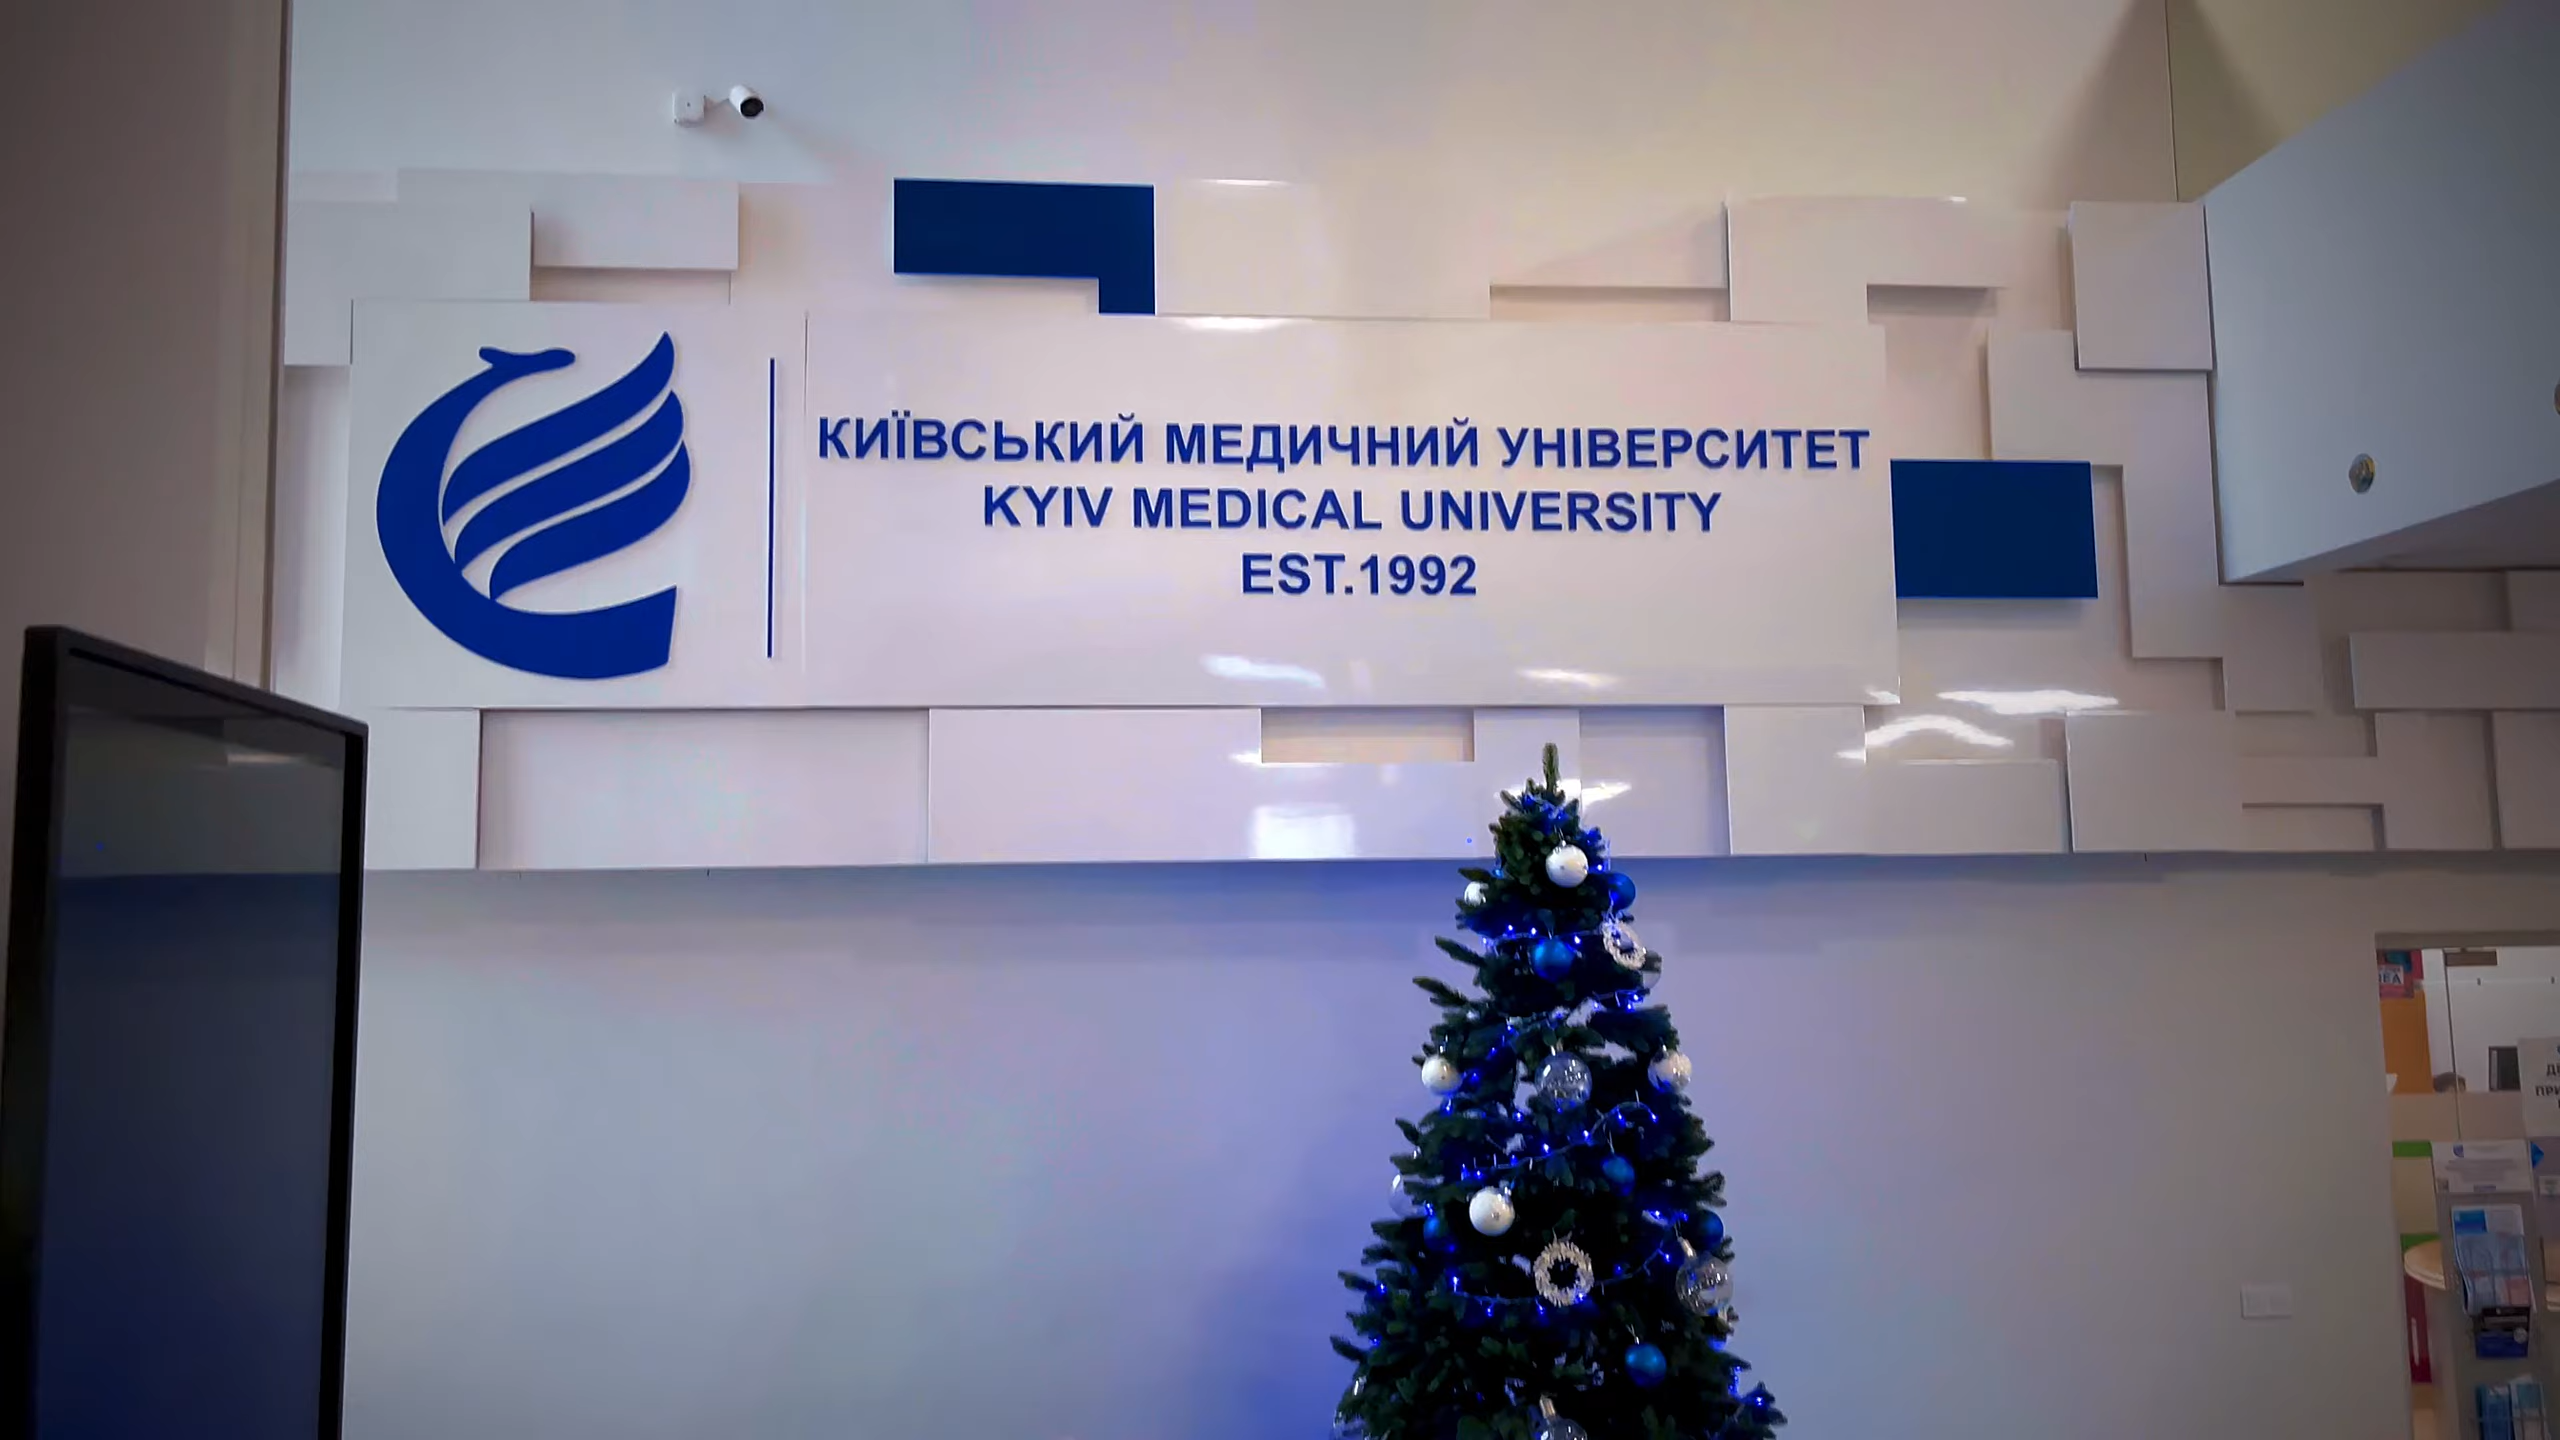 КИЇВСЬКИЙ МЕДИЧНИЙ УНІВЕРСИТЕТ
KYIV MEDICAL UNIVERSITY
EST.1992